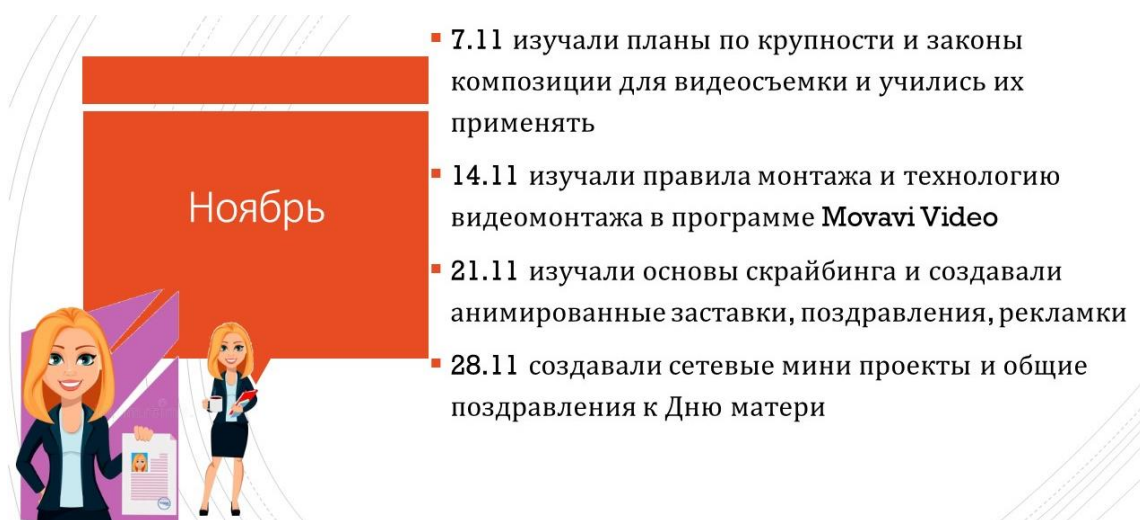 Ноябрь
7.11 изучали планы по крупности и законы
композиции для видеосъемки и учились их
применять
14.11 изучали правила монтажа и технологию
видеомонтажа в программе Movavi Video
21.11 изучали основы скрайбинга и создавали
анимированные заставки, поздравления, рекламки
28.11 создавали сетевые мини проекты и общие
поздравления к Дню матери